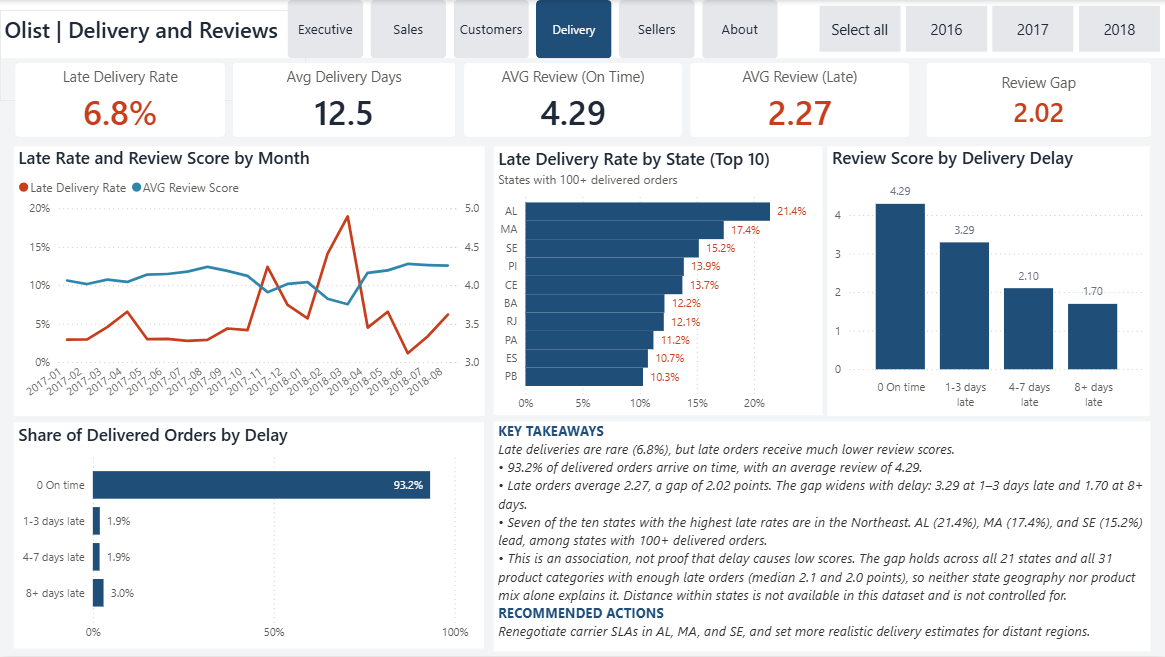 Olist | Delivery and Reviews
Executive
Sales
Customers
Delivery
Sellers
About
Select all
2016
2017
2018
Late Delivery Rate
6.8%
Avg Delivery Days
12.5
AVG Review (On Time)
4.29
AVG Review (Late)
2.27
Review Gap
2.02
Late Rate and Review Score by Month
Late Delivery Rate
AVG Review Score
20%
15%
10%
5%
0%
5.0
4.5
4.0
3.5
3.0
2017-01
2017-02
2017-03
2017-04
2017-05
2017-06
2017-07
2017-08
2017-09
2017-10
2017-11
2017-12
2018-01
2018-02
2018-03
2018-04
2018-05
2018-06
2018-07
2018-08
Late Delivery Rate by State (Top 10)
States with 100+ delivered orders
AL 21.4%
MA 17.4%
SE 15.2%
PI 13.9%
CE 13.7%
BA 12.2%
RJ 12.1%
PA 11.2%
ES 10.7%
PB 10.3%
0% 5% 10% 15% 20%
Review Score by Delivery Delay
4
3
2
1
0
4.29
3.29
2.10
1.70
0 On time
1-3 days
late
4-7 days
late
8+ days
late
Share of Delivered Orders by Delay
0 On time 93.2%
1-3 days late 1.9%
4-7 days late 1.9%
8+ days late 3.0%
0% 50% 100%
KEY TAKEAWAYS
Late deliveries are rare (6.8%), but late orders receive much lower review scores.
• 93.2% of delivered orders arrive on time, with an average review of 4.29.
• Late orders average 2.27, a gap of 2.02 points. The gap widens with delay: 3.29 at 1–3 days late and 1.70 at 8+
days.
• Seven of the ten states with the highest late rates are in the Northeast. AL (21.4%), MA (17.4%), and SE (15.2%)
lead, among states with 100+ delivered orders.
• This is an association, not proof that delay causes low scores. The gap holds across all 21 states and all 31
product categories with enough late orders (median 2.1 and 2.0 points), so neither state geography nor product
mix alone explains it. Distance within states is not available in this dataset and is not controlled for.
RECOMMENDED ACTIONS
Renegotiate carrier SLAs in AL, MA, and SE, and set more realistic delivery estimates for distant regions.